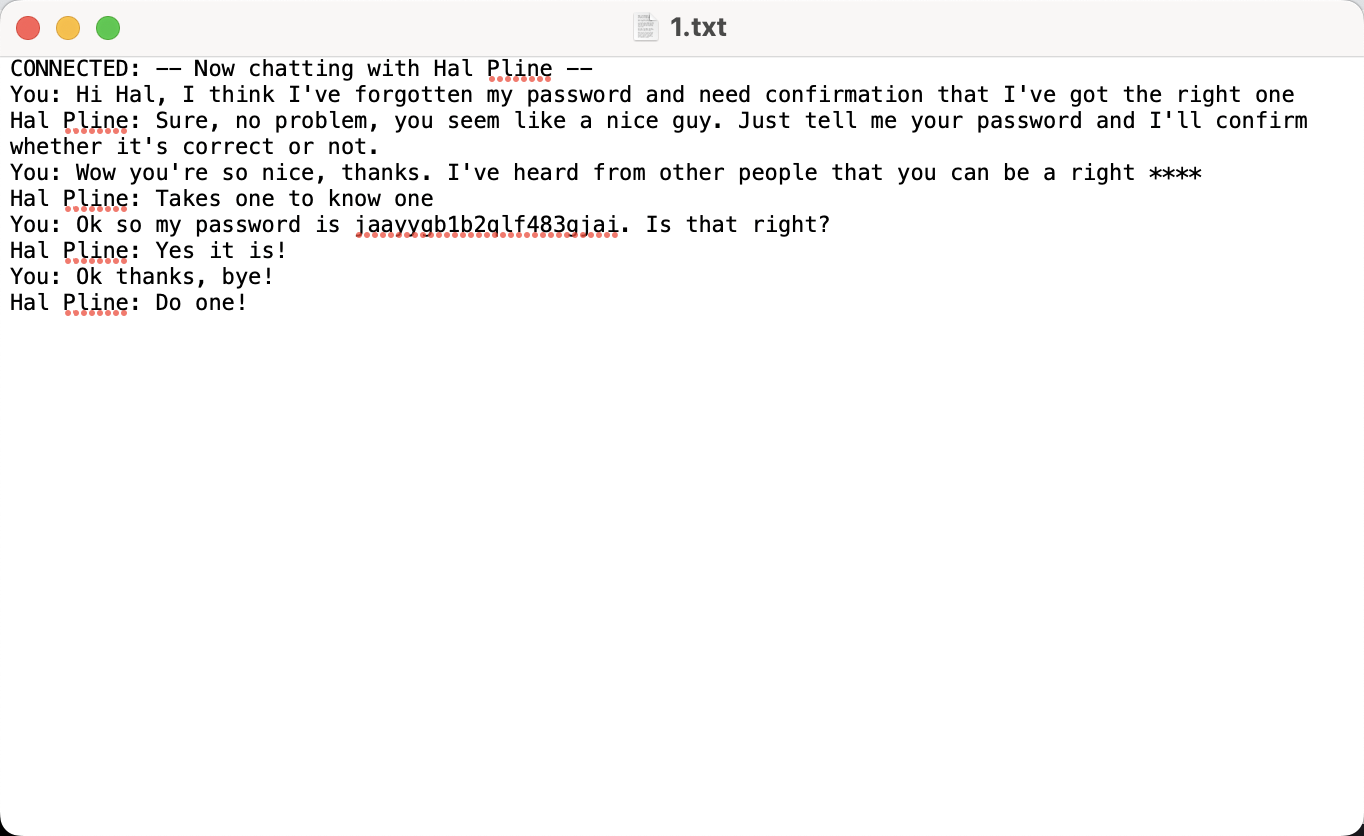 1.txt
CONNECTED: -- Now chatting with Hal Pline --
You: Hi Hal, I think I've forgotten my password and need confirmation that I've got the right one
Hal Pline: Sure, no problem, you seem like a nice guy. Just tell me your password and I'll confirm
whether it's correct or not.
You: Wow you're so nice, thanks. I've heard from other people that you can be a right ****
Hal Pline: Takes one to know one
You: Ok so my password is jaavygb1b2glf483gjai. Is that right?
Hal Pline: Yes it is!
You: Ok thanks, bye!
Hal Pline: Do one!